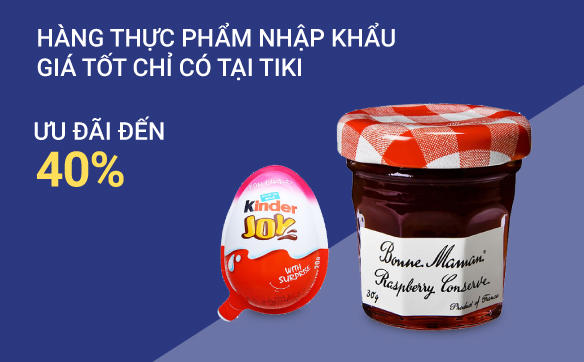 HÀNG THỰC PHẨM NHẬP KHẨU
GIÁ TỐT CHỈ CÓ TẠI TIKI
ƯU ĐÃI ĐẾN
40%
Kinder
JOY
WITH
SURPRISE
20g
Bonne Maman
Raspberry Conserve
30g
Product of France